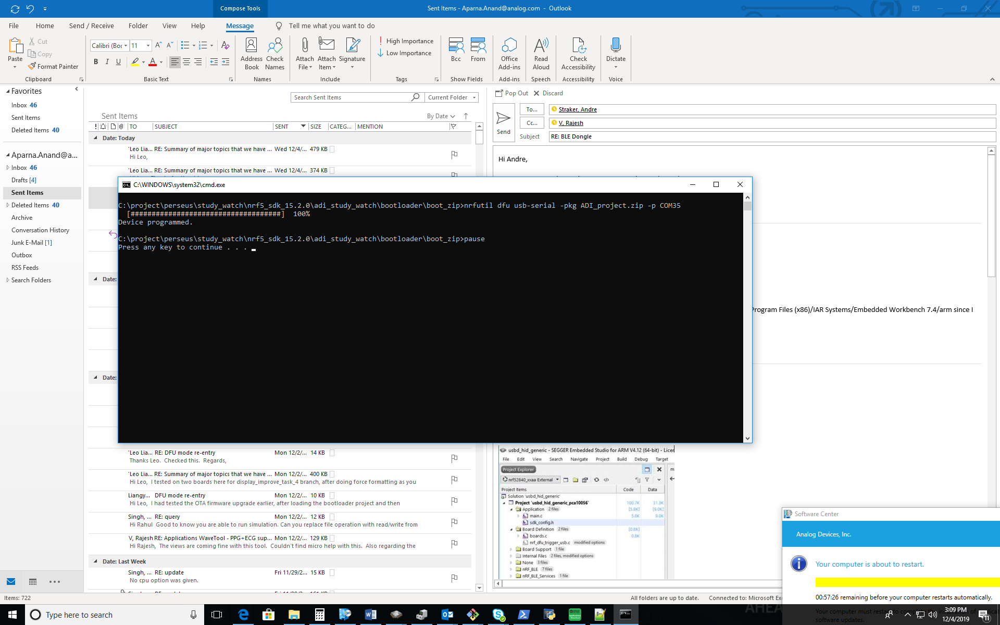 Compose Tools
Sent Items - Aparna.Anand@analog.com - Outlook
File Home Send / Receive Folder View Help Message Tell me what you want to do
Paste
Cut
Copy
Format Painter
Clipboard
Calibri (Bo 11
B I U
Basic Text
Address Book
Check Names
Names
Attach File
Attach Item
Signature
Include
High Importance
Low Importance
Tags
Bcc
From
Show Fields
Office Add-ins
Add-ins
Read Aloud
Speech
Check Accessibility
Accessibility
Dictate
Voice
Favorites
Inbox 46
Sent Items
Deleted Items 40
Aparna.Anand@a...
Inbox 46
Drafts [4]
Sent Items
Deleted Items 40
Archive
Conversation History
Junk E-Mail [1]
Outbox
RSS Feeds
Search Folders
Search Sent Items
Current Folder
Sent Items
By Date
TO SUBJECT SENT SIZE CATEG... MENTION
Date: Today
'Leo Lia... RE: Summary of major topics that we have ... Wed 12/4/... 479 KB
Hi Leo,
'Leo Lia... RE: Summary of major topics that we have ... Wed 12/4/... 374 KB
Date:
Date:
'Leo Lia... RE: DFU mode re-entry Mon 12/2/... 14 KB
Thanks Leo. Checked this. Regards,
'Leo Lia... RE: Summary of major topics that we have ... Mon 12/2/... 400 KB
Hi Leo, I tested on two boards here for display_improve_task_4 branch, after doing force formatting as you
Liangy... DFU mode re-entry Mon 12/2/... 10 KB
Hi Leo, I had tested the OTA firmware upgrade earlier, after loading the bootloader project and then
Singh, ... RE: query Mon 12/2/... 12 KB
Hi Rahul Good to know you are able to run simulation. Can you replace file operation with read/write from
V, Rajesh RE: Applications WaveTool - PPG+ECG sup... Mon 12/2/... 129 KB
Hi Rajesh, The views are coming fine with this tool. Couldn't find micro help with this. Also regarding the
Date: Last Week
Singh, ... RE: update Fri 11/29/2... 15 KB
No cpu option was given.
Pop Out Discard
Send
To... Straker, Andre
Cc... V, Rajesh
Subject RE: BLE Dongle
Hi Andre,
Program Files (x86)/IAR Systems/Embedded Workbench 7.4/arm since I
C:\WINDOWS\system32\cmd.exe
C:\project\perseus\study_watch\nrf5_sdk_15.2.0\adi_study_watch\bootloader\boot_zip>nrfutil dfu usb-serial -pkg ADI_project.zip -p COM35
[####################################] 100%
Device programmed.
C:\project\perseus\study_watch\nrf5_sdk_15.2.0\adi_study_watch\bootloader\boot_zip>pause
Press any key to continue . . .
usbd_hid_generic - SEGGER Embedded Studio for ARM V4.12 (64-bit) - Licen
File Edit View Search Navigate Project Build Debug Target
Project Explorer
nrf52840_xxaa External
Project Items Code Data
Solution 'usbd_hid_generic'
Project 'usbd_hid_generic_pca10056' 100.7K 31.3K
Application 2 files [5.8K] [9.0K]
main.c 5.8K 9.0K
sdk_config.h
Board Definition 2 files [0.8K]
boards.c 0.8K
nrf_dfu_trigger_usb.c modified options
Board Support 1 file
Internal Files 2 files, modified options
None 3 files
nRF_BLE 7 files
nRF_BLE_Services 1 file
Software Center
Analog Devices, Inc.
Your computer is about to restart.
00:57:26 remaining before your computer restarts automatically.
Your computer must restart to complete the
software updates.
Items: 722
All folders are up to date. Connected to: Microsoft Exc
Type here to search
3:09 PM
12/4/2019
11